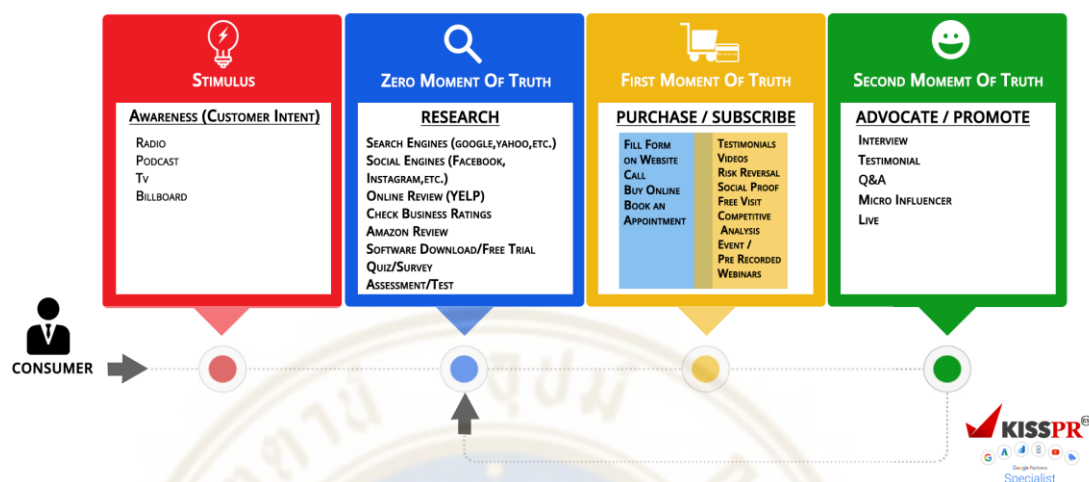 STIMULUS
AWARENESS (CUSTOMER INTENT)
RADIO
PODCAST
TV
BILLBOARD
ZERO MOMENT OF TRUTH
RESEARCH
SEARCH ENGINES (GOOGLE,YAHOO,ETC.)
SOCIAL ENGINES (FACEBOOK,
INSTAGRAM,ETC.)
ONLINE REVIEW (YELP)
CHECK BUSINESS RATINGS
AMAZON REVIEW
SOFTWARE DOWNLOAD/FREE TRIAL
QUIZ/SURVEY
ASSESSMENT/TEST
FIRST MOMENT OF TRUTH
PURCHASE / SUBSCRIBE
FILL FORM
ON WEBSITE
CALL
BUY ONLINE
BOOK AN
APPOINTMENT
TESTIMONIALS
VIDEOS
RISK REVERSAL
SOCIAL PROOF
FREE VISIT
COMPETITIVE
ANALYSIS
EVENT /
PRE RECORDED
WEBINARS
SECOND MOMEMT OF TRUTH
ADVOCATE / PROMOTE
INTERVIEW
TESTIMONIAL
Q&A
MICRO INFLUENCER
LIVE
CONSUMER
KISSPR
Google Partners
Specialist